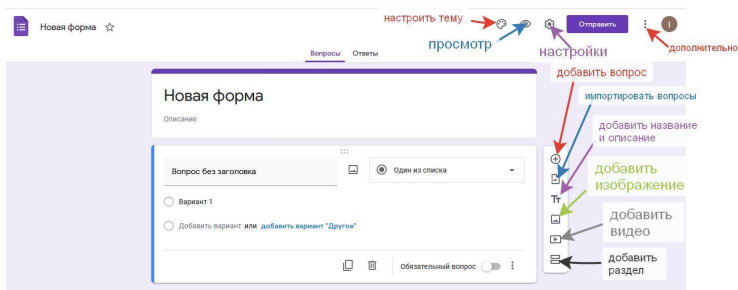 настроить тему
Новая форма
Отправить
I
просмотр
настройки
дополнительно
Вопросы Ответы
добавить вопрос
Новая форма
импортировать вопросы
Описание
добавить название
и описание
Вопрос без заголовка
Один из списка
Вариант 1
Тт
добавить
изображение
Добавить вариант или добавить вариант "Другое"
добавить
видео
Обязательный вопрос
добавить
раздел